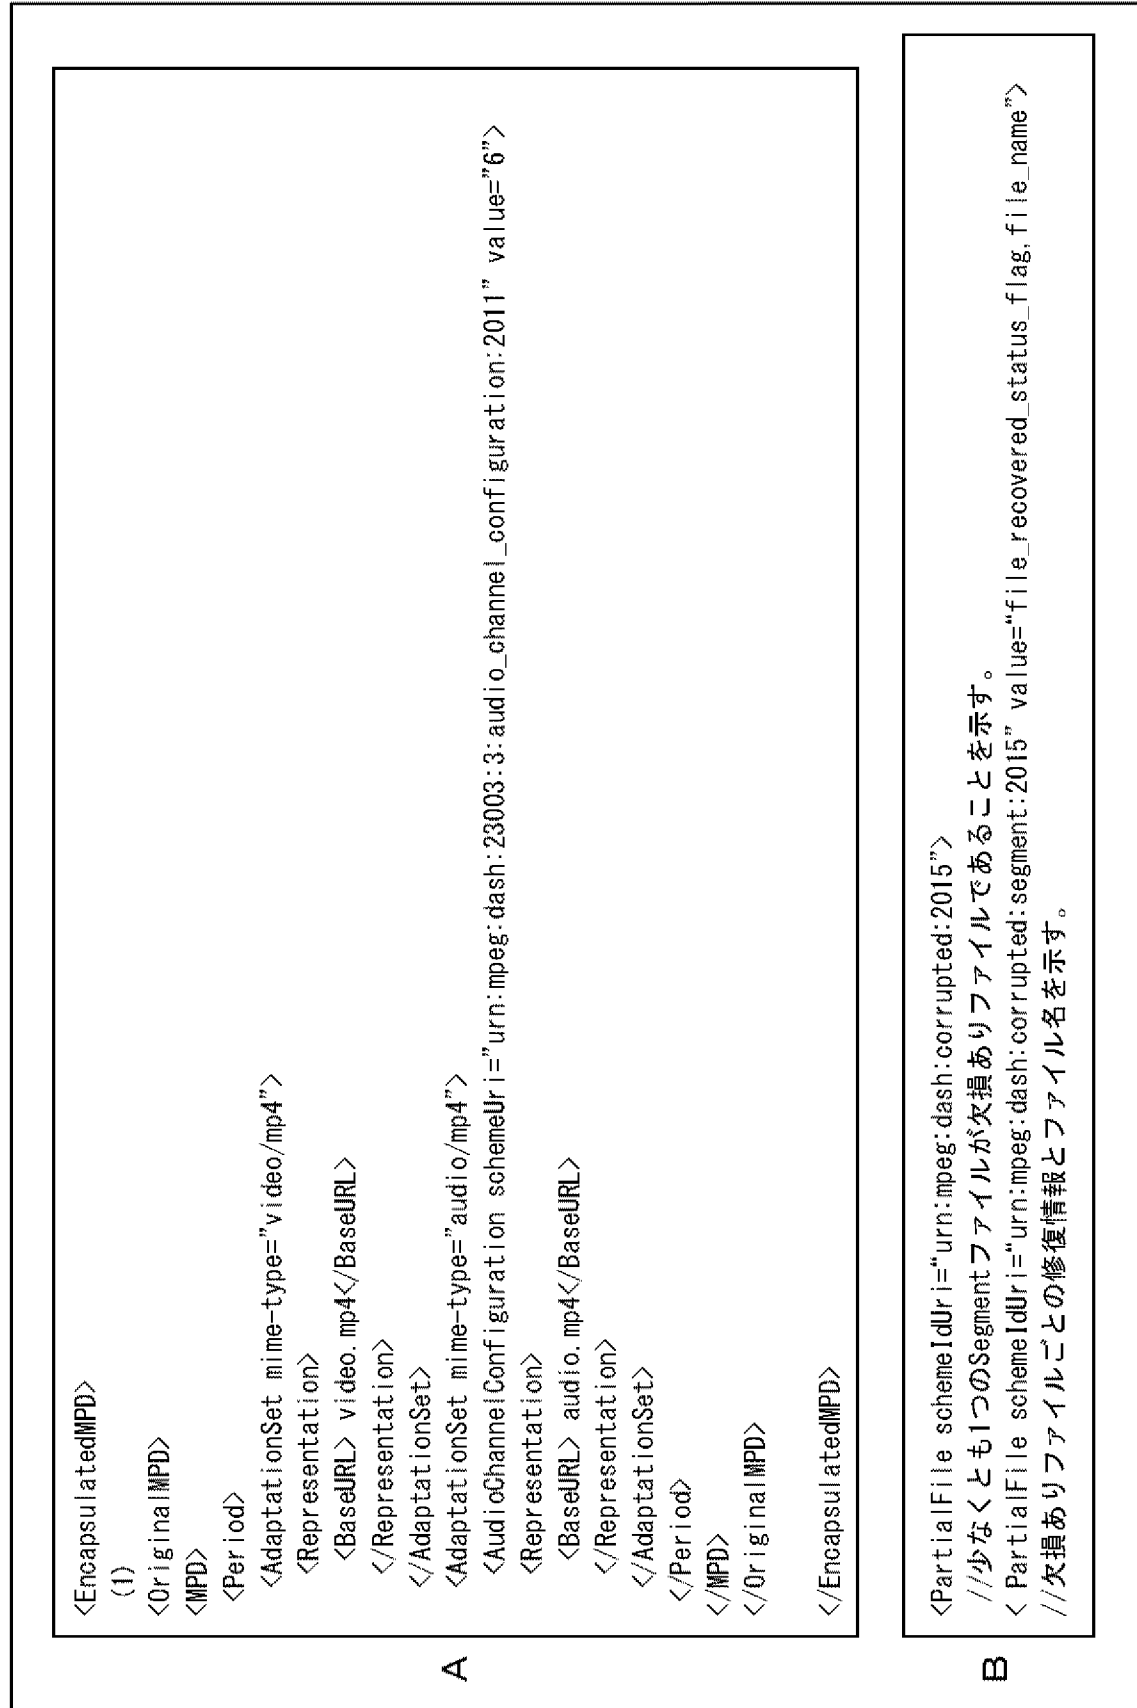 A
<EncapsulatedMPD>
(1)
<OriginalMPD>
<MPD>
<Period>
<AdaptationSet mime-type="video/mp4">
<Representation>
<BaseURL> video.mp4</BaseURL>
</Representation>
</AdaptationSet>
<AdaptationSet mime-type="audio/mp4">
<AudioChannelConfiguration schemeUri="urn:mpeg:dash:23003:3:audio_channel_configuration:2011" value="6">
<Representation>
<BaseURL> audio.mp4</BaseURL>
</Representation>
</AdaptationSet>
</Period>
</MPD>
</OriginalMPD>
</EncapsulatedMPD>
B
<PartialFile schemeIdUri="urn:mpeg:dash:corrupted:2015">
//少なくとも1つのSegmentファイルが欠損ありファイルであることを示す。
< PartialFile schemeIdUri="urn:mpeg:dash:corrupted:segment:2015" value="file_recovered_status_flag,file_name">
//欠損ありファイルごとの修復情報とファイル名を示す。